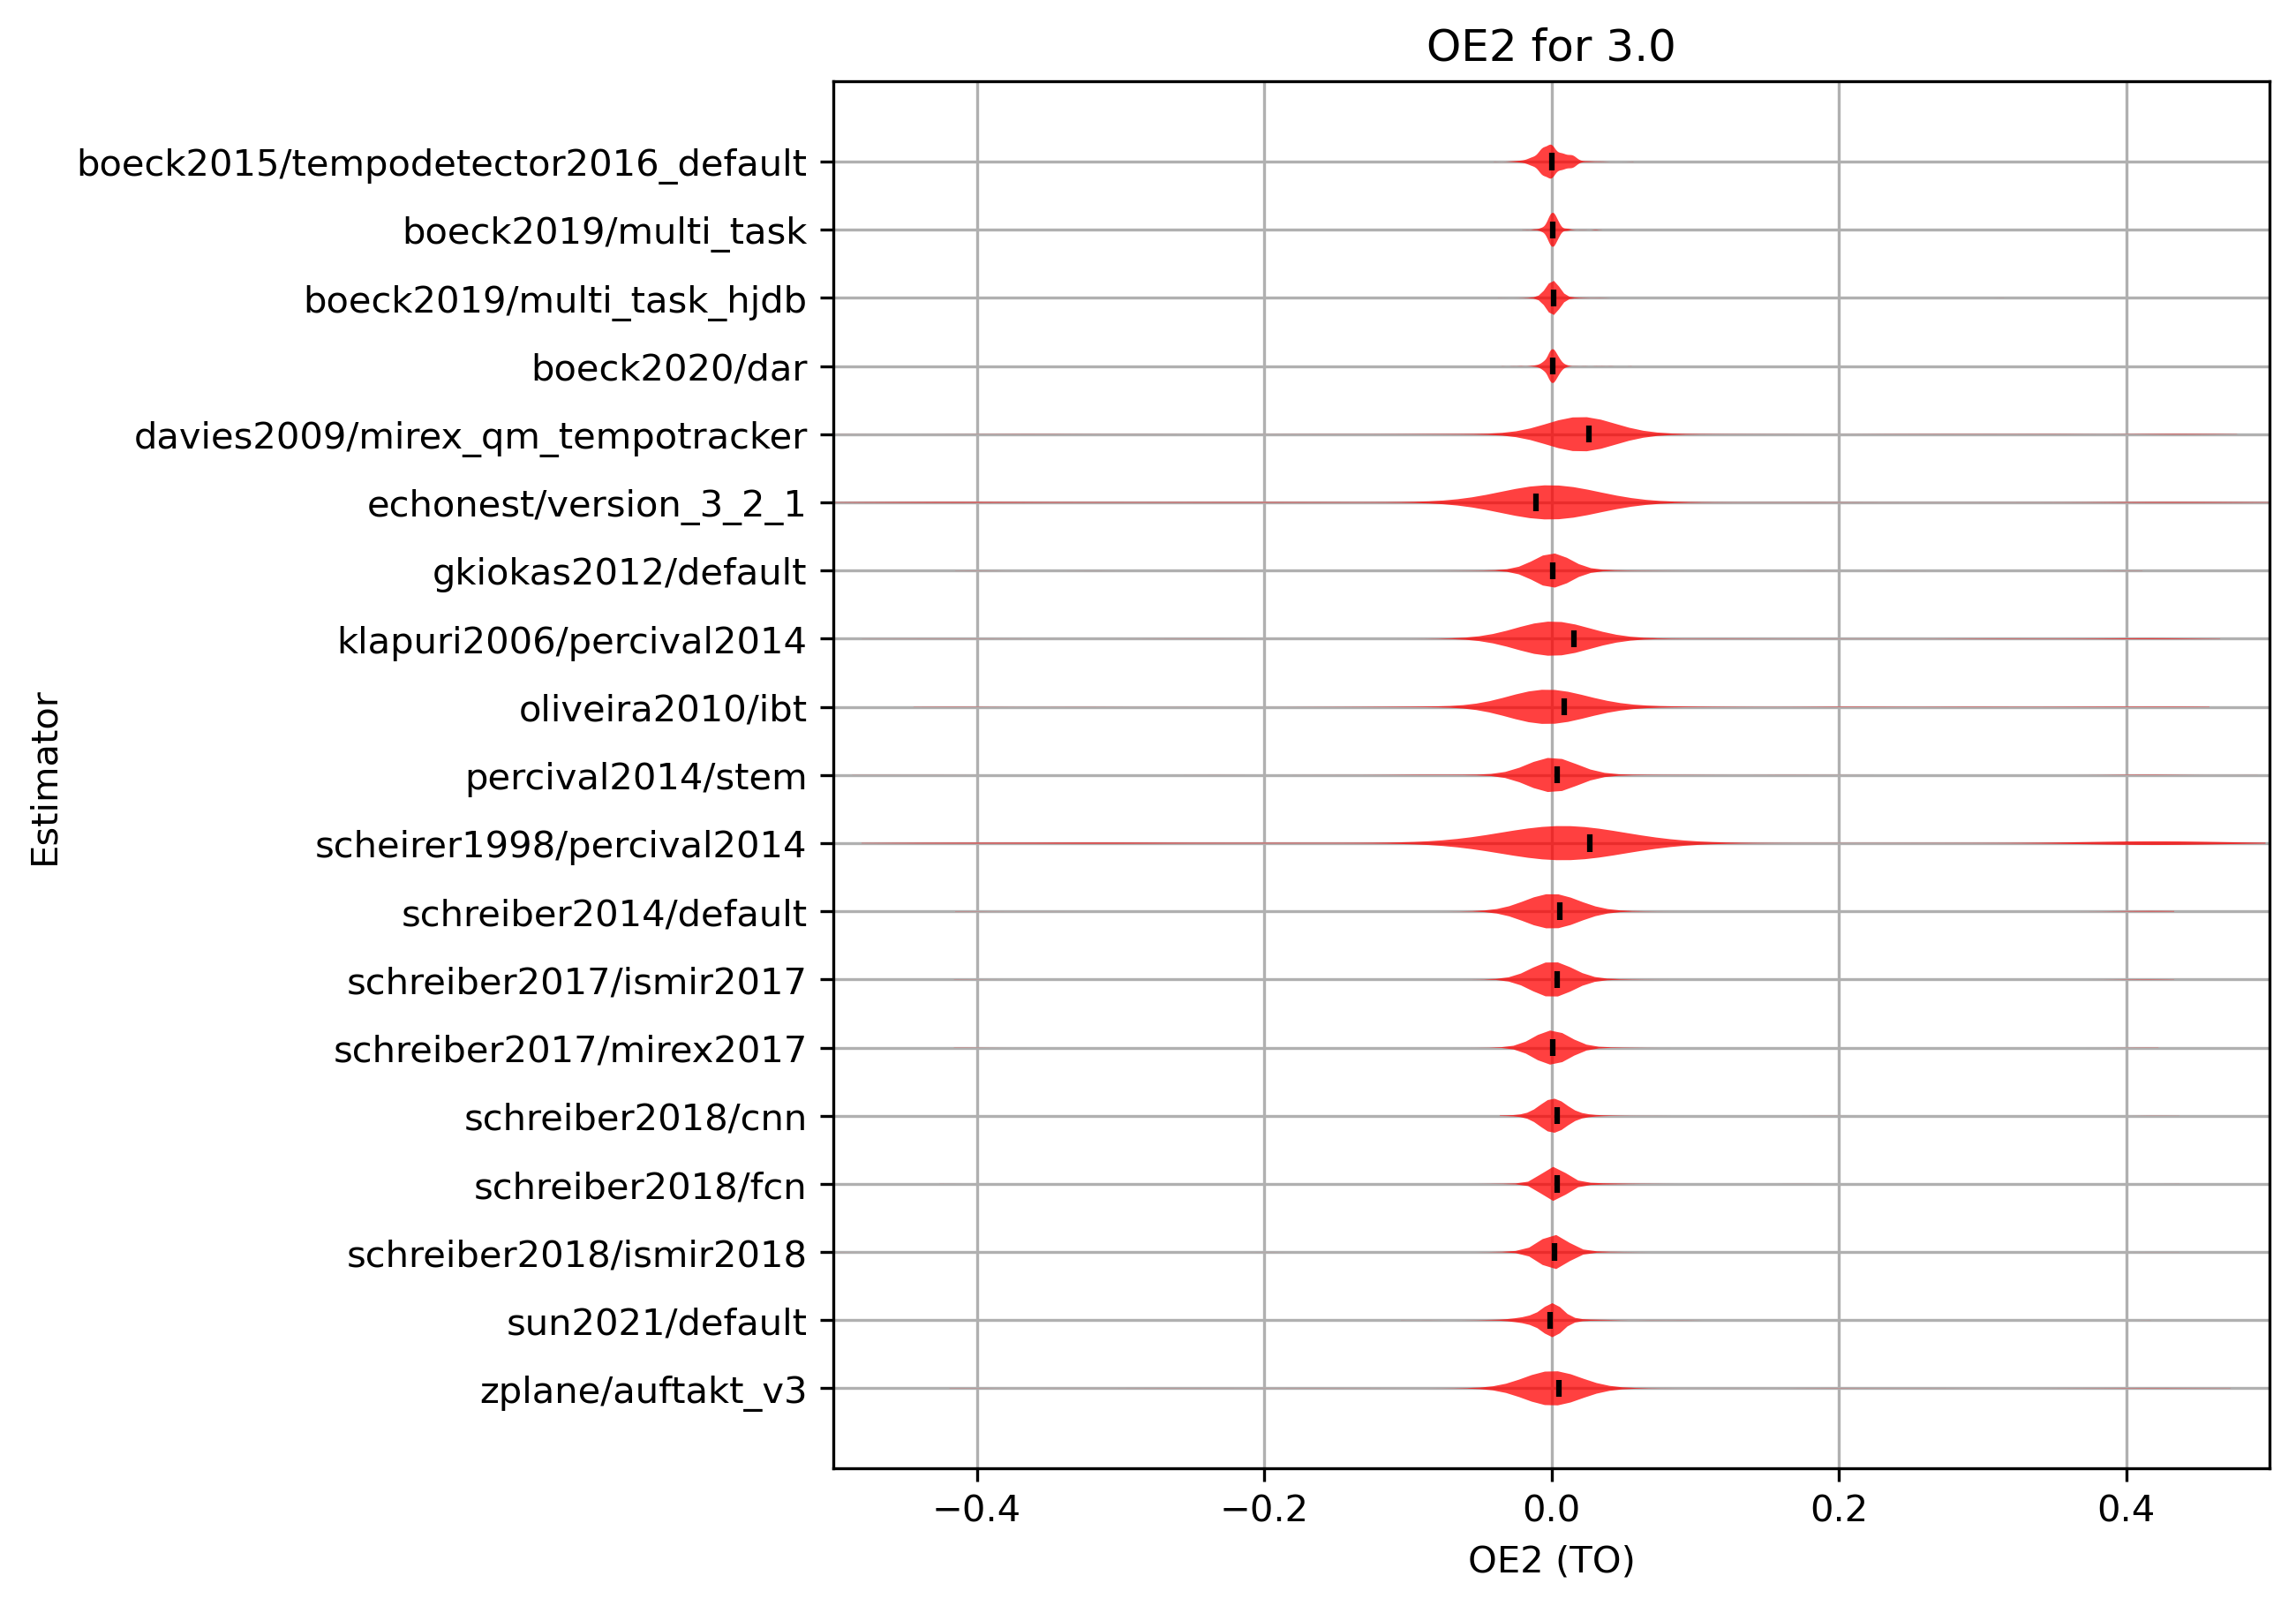 OE2 for 3.0
boeck2015/tempodetector2016_default
boeck2019/multi_task
boeck2019/multi_task_hjdb
boeck2020/dar
davies2009/mirex_qm_tempotracker
echonest/version_3_2_1
gkiokas2012/default
klapuri2006/percival2014
oliveira2010/ibt
percival2014/stem
scheirer1998/percival2014
schreiber2014/default
schreiber2017/ismir2017
schreiber2017/mirex2017
schreiber2018/cnn
schreiber2018/fcn
schreiber2018/ismir2018
sun2021/default
zplane/auftakt_v3
Estimator
−0.4 −0.2 0.0 0.2 0.4
OE2 (TO)